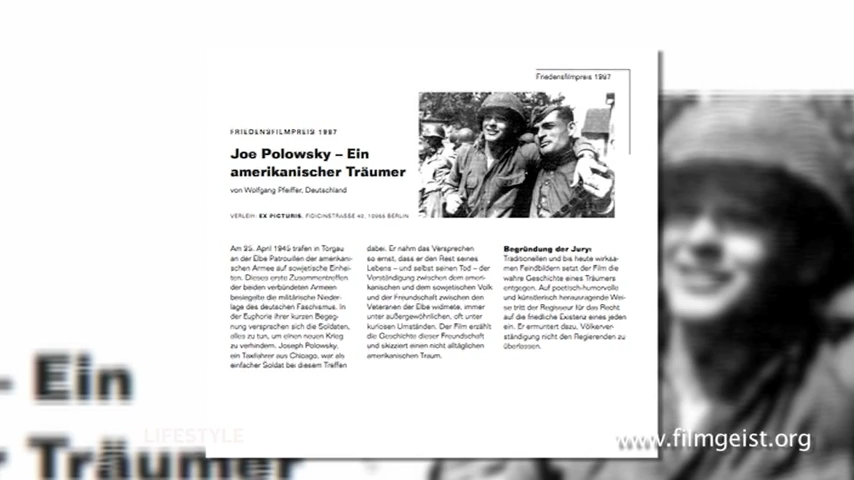 Friedensfilmpreis 1997
FRIEDENSFILMPREIS 1997
Joe Polowsky – Ein
amerikanischer Träumer
von Wolfgang Pfeiffer, Deutschland
VERLEIH: EX PICTURIS, FIDICINSTRASSE 40, 10965 BERLIN
Am 25. April 1945 trafen in Torgau
an der Elbe Patrouillen der amerikani-
schen Armee auf sowjetische Einhei-
ten. Dieses erste Zusammentreffen
der beiden verbündeten Armeen
besiegelte die militärische Nieder-
lage des deutschen Faschismus. In
der Euphorie ihrer kurzen Begeg-
nung versprachen sich die Soldaten,
alles zu tun, um einen neuen Krieg
zu verhindern. Joseph Polowsky,
ein Taxifahrer aus Chicago, war als
einfacher Soldat bei diesem Treffen
dabei. Er nahm das Versprechen
so ernst, dass er den Rest seines
Lebens – und selbst seinen Tod – der
Verständigung zwischen dem ameri-
kanischen und dem sowjetischen Volk
und der Freundschaft zwischen den
Veteranen der Elbe widmete, immer
unter außergewöhnlichen, oft unter
kuriosen Umständen. Der Film erzählt
die Geschichte dieser Freundschaft
und skizziert einen nicht alltäglichen
amerikanischen Traum.
Begründung der Jury:
Traditionellen und bis heute wirksa-
men Feindbildern setzt der Film die
wahre Geschichte eines Träumers
entgegen. Auf poetisch-humorvolle
und künstlerisch herausragende Wei-
se tritt der Regisseur für das Recht
auf die friedliche Existenz eines jeden
ein. Er ermuntert dazu, Völkerver-
ständigung nicht den Regierenden zu
überlassen.
- Ein
r Träumer
LIFESTYLE
www.filmgeist.org